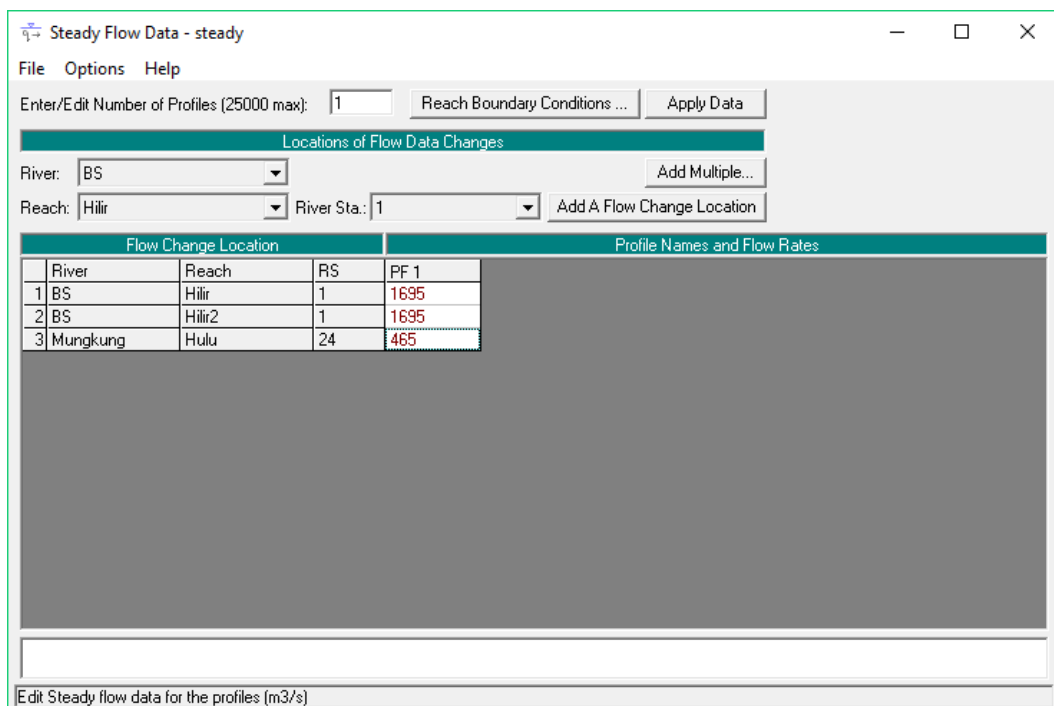 Steady Flow Data - steady
File Options Help
Enter/Edit Number of Profiles (25000 max): 1 Reach Boundary Conditions ... Apply Data
Locations of Flow Data Changes
River: BS Add Multiple...
Reach: Hilir River Sta.: 1 Add A Flow Change Location
Flow Change Location Profile Names and Flow Rates
River Reach RS PF 1
1 BS Hilir 1 1695
2 BS Hilir2 1 1695
3 Mungkung Hulu 24 465
Edit Steady flow data for the profiles (m3/s)